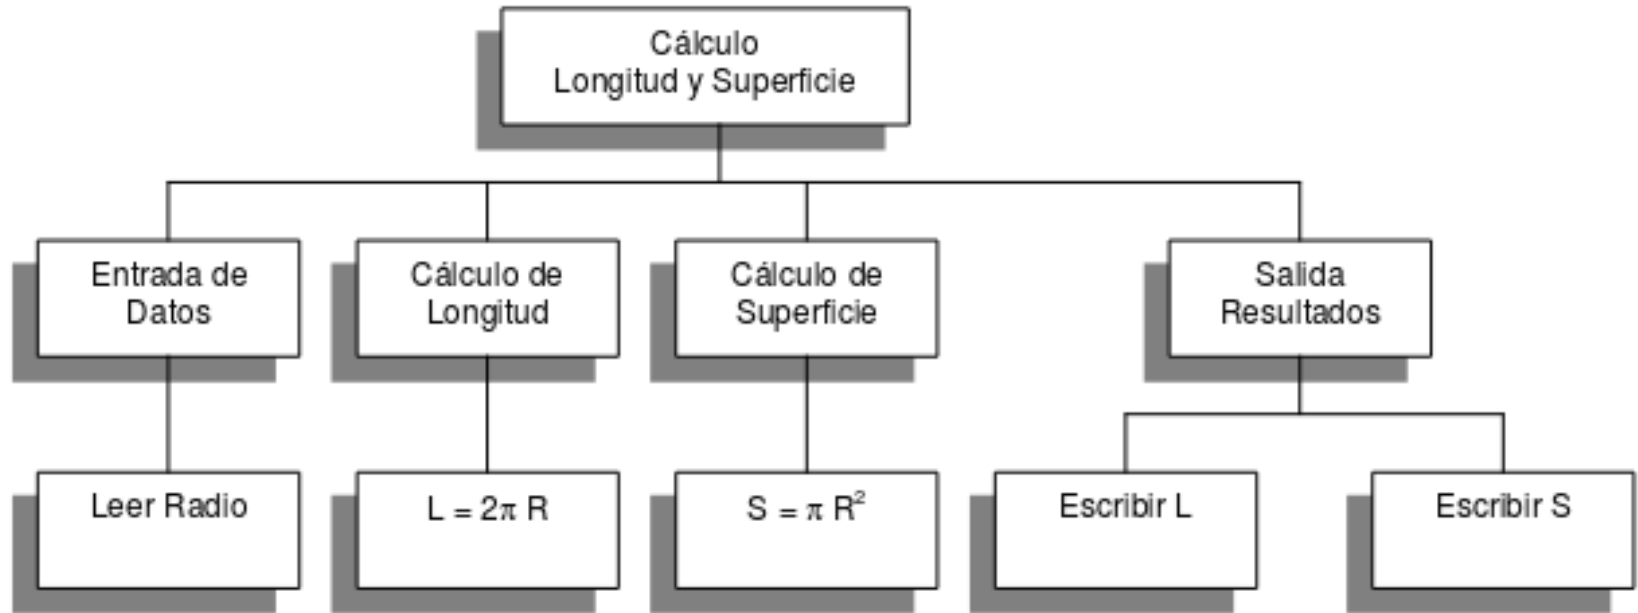 Cálculo
Longitud y Superficie
Entrada de
Datos
Cálculo de
Longitud
Cálculo de
Superficie
Salida
Resultados
Leer Radio
L = 2π R
S = π R²
Escribir L
Escribir S